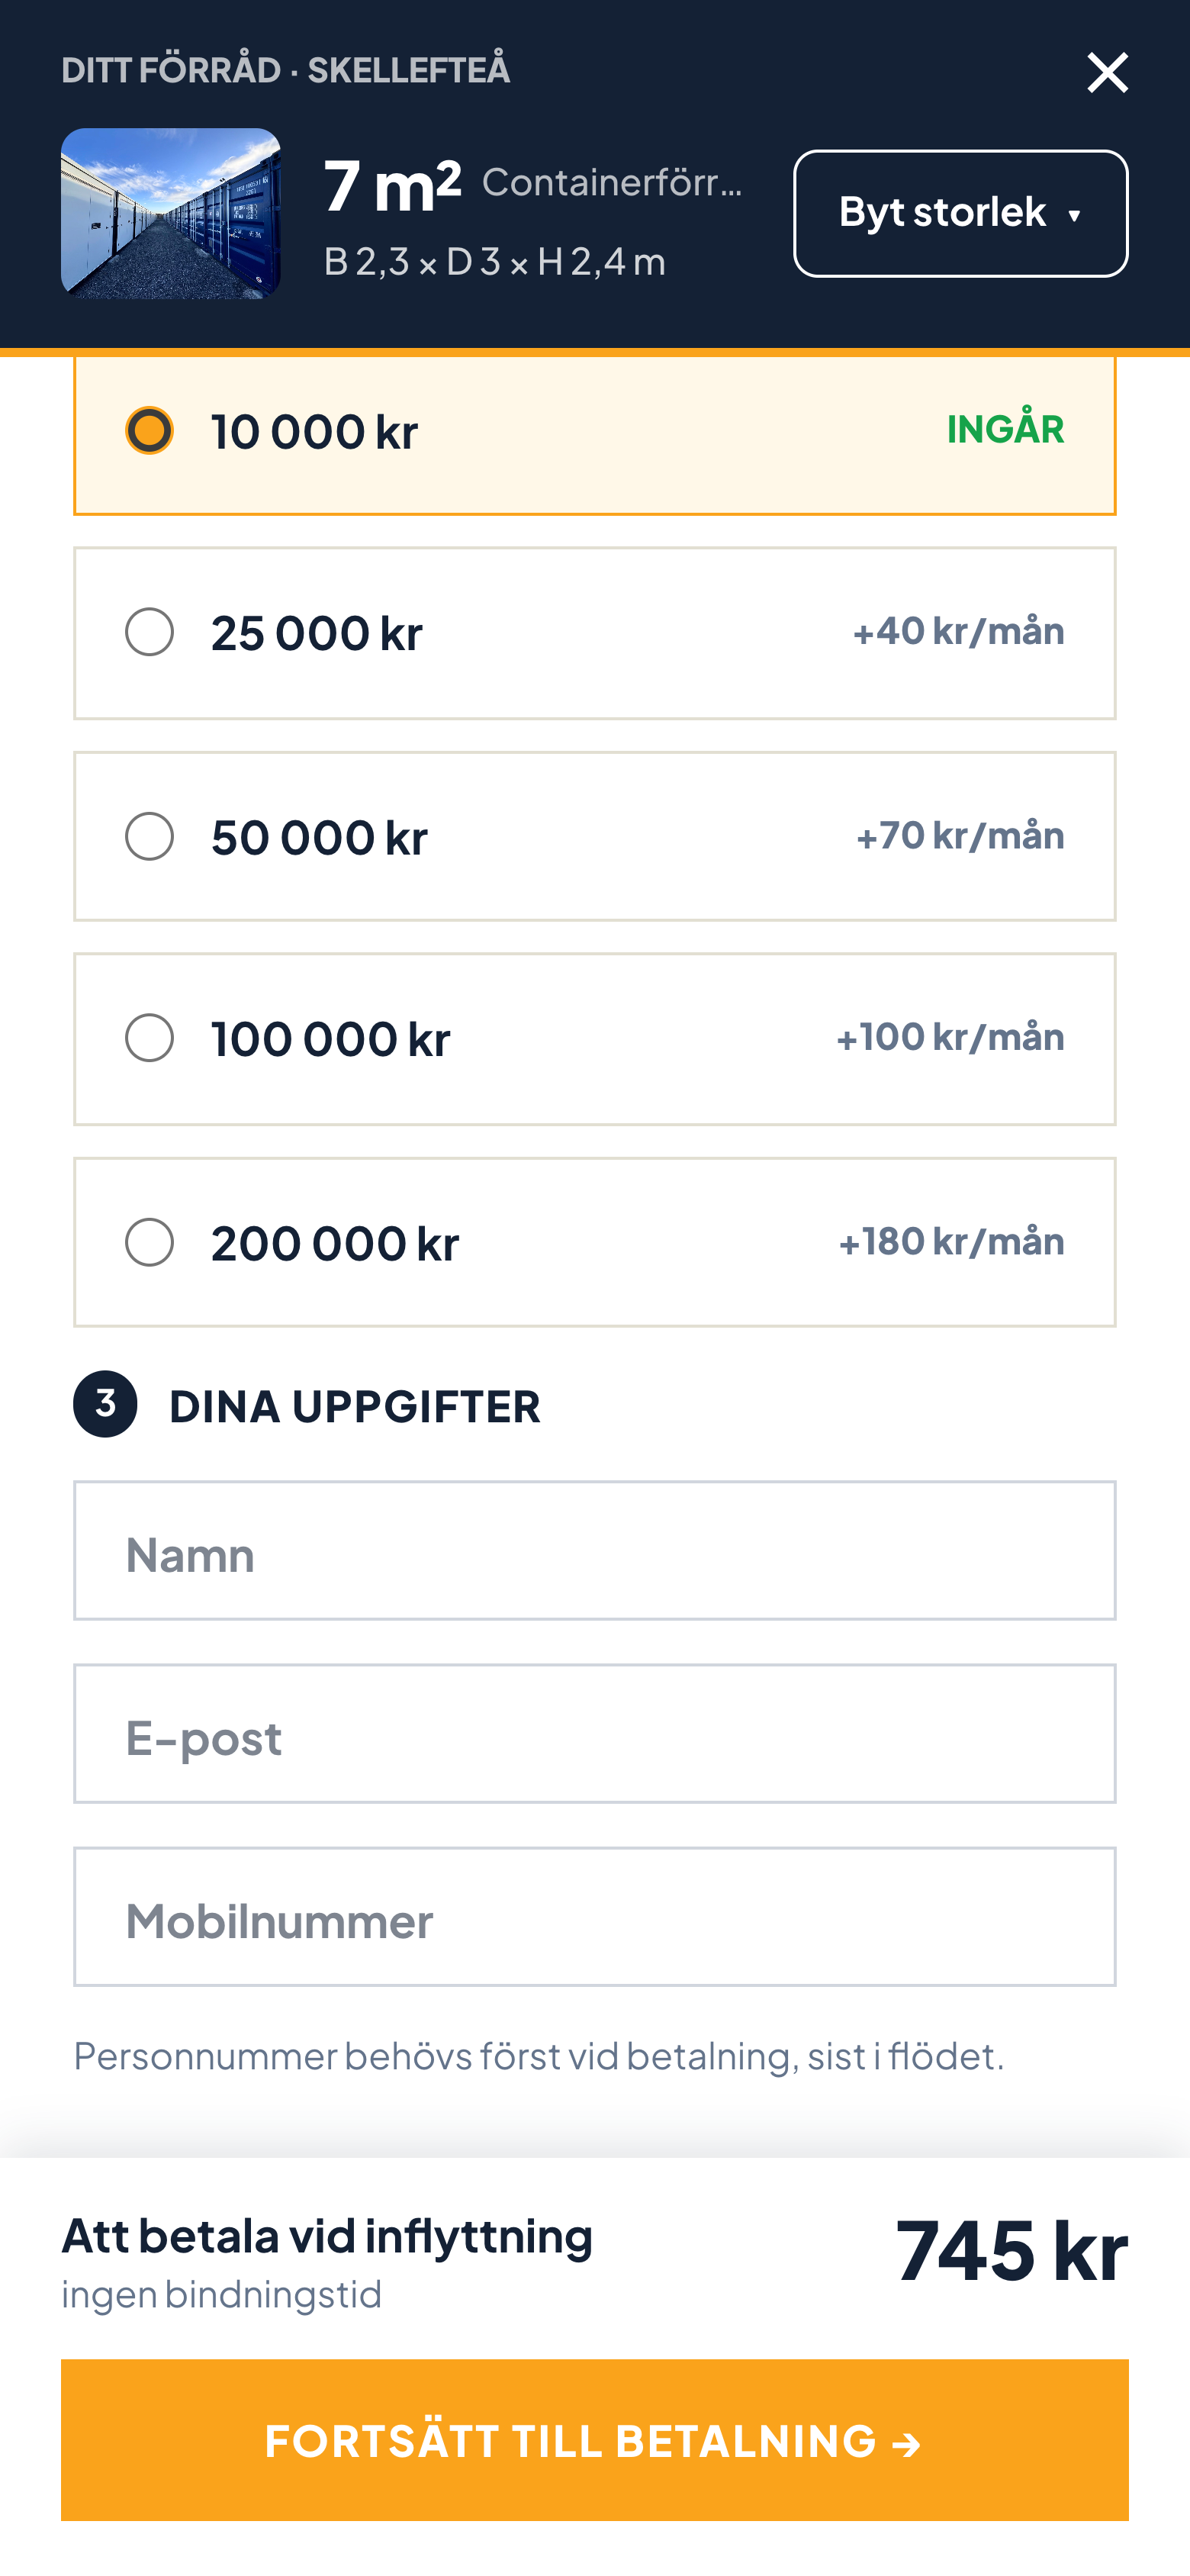 DITT FÖRRÅD · SKELLEFTEÅ
7 m² Containerförr...
B 2,3 × D 3 × H 2,4 m
Byt storlek ▾
10 000 kr INGÅR
25 000 kr +40 kr/mån
50 000 kr +70 kr/mån
100 000 kr +100 kr/mån
200 000 kr +180 kr/mån
3 DINA UPPGIFTER
Namn
E-post
Mobilnummer
Personnummer behövs först vid betalning, sist i flödet.
Att betala vid inflyttning 745 kr
ingen bindningstid
FORTSÄTT TILL BETALNING →